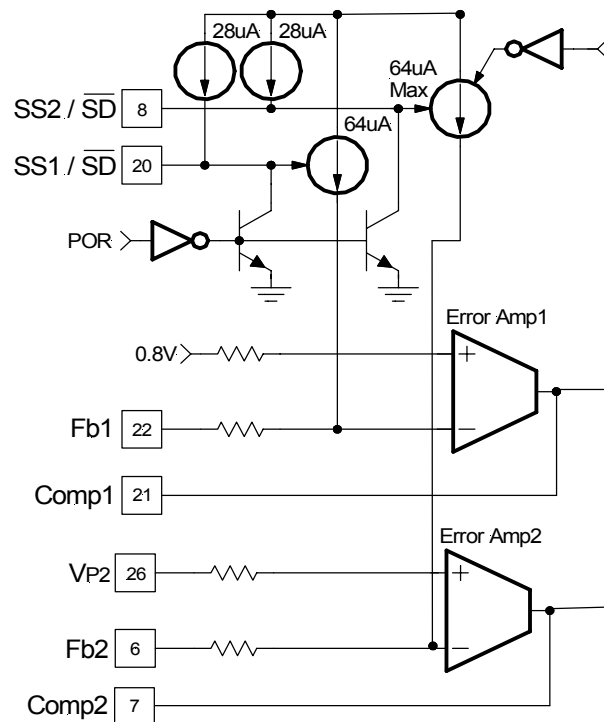 28uA 28uA
64uA
Max
SS2 / SD 8
64uA
SS1 / SD 20
POR
Error Amp1
0.8V
Fb1 22
Comp1 21
Error Amp2
VP2 26
Fb2 6
Comp2 7